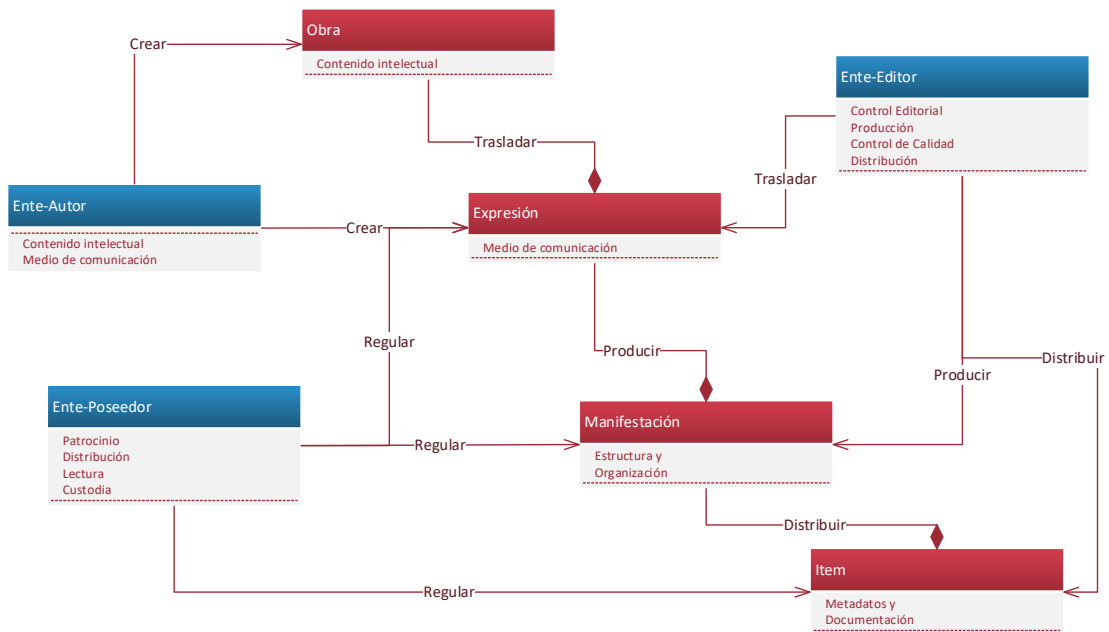 Obra
Contenido intelectual
Crear
Ente-Editor
Control Editorial
Producción
Control de Calidad
Distribución
Trasladar
Trasladar
Ente-Autor
Contenido intelectual
Medio de comunicación
Crear
Expresión
Medio de comunicación
Regular
Producir
Distribuir
Producir
Ente-Poseedor
Patrocinio
Distribución
Lectura
Custodia
Regular
Manifestación
Estructura y
Organización
Distribuir
Item
Metadatos y
Documentación
Regular